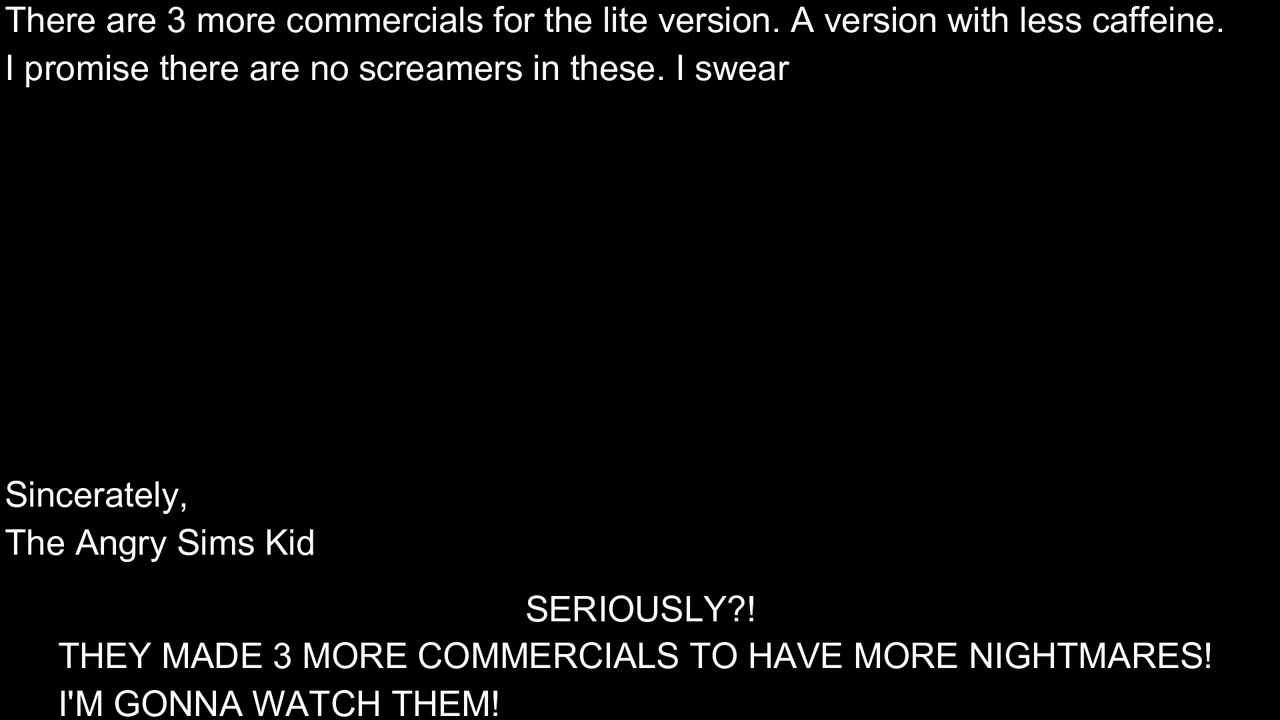 There are 3 more commercials for the lite version. A version with less caffeine.
I promise there are no screamers in these. I swear
Sincerately,
The Angry Sims Kid
SERIOUSLY?!
THEY MADE 3 MORE COMMERCIALS TO HAVE MORE NIGHTMARES!
I'M GONNA WATCH THEM!